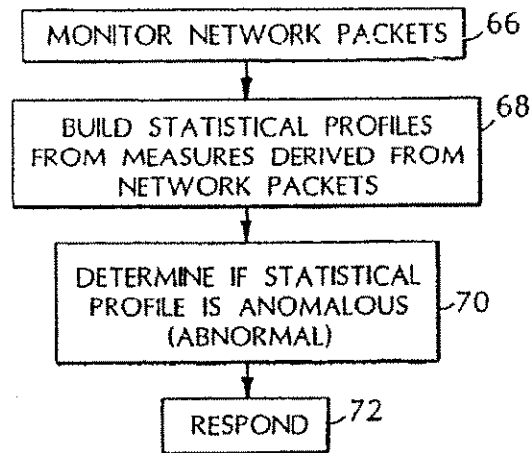 MONITOR NETWORK PACKETS 66
BUILD STATISTICAL PROFILES 68
FROM MEASURES DERIVED FROM
NETWORK PACKETS
DETERMINE IF STATISTICAL
PROFILE IS ANOMALOUS 70
(ABNORMAL)
RESPOND 72